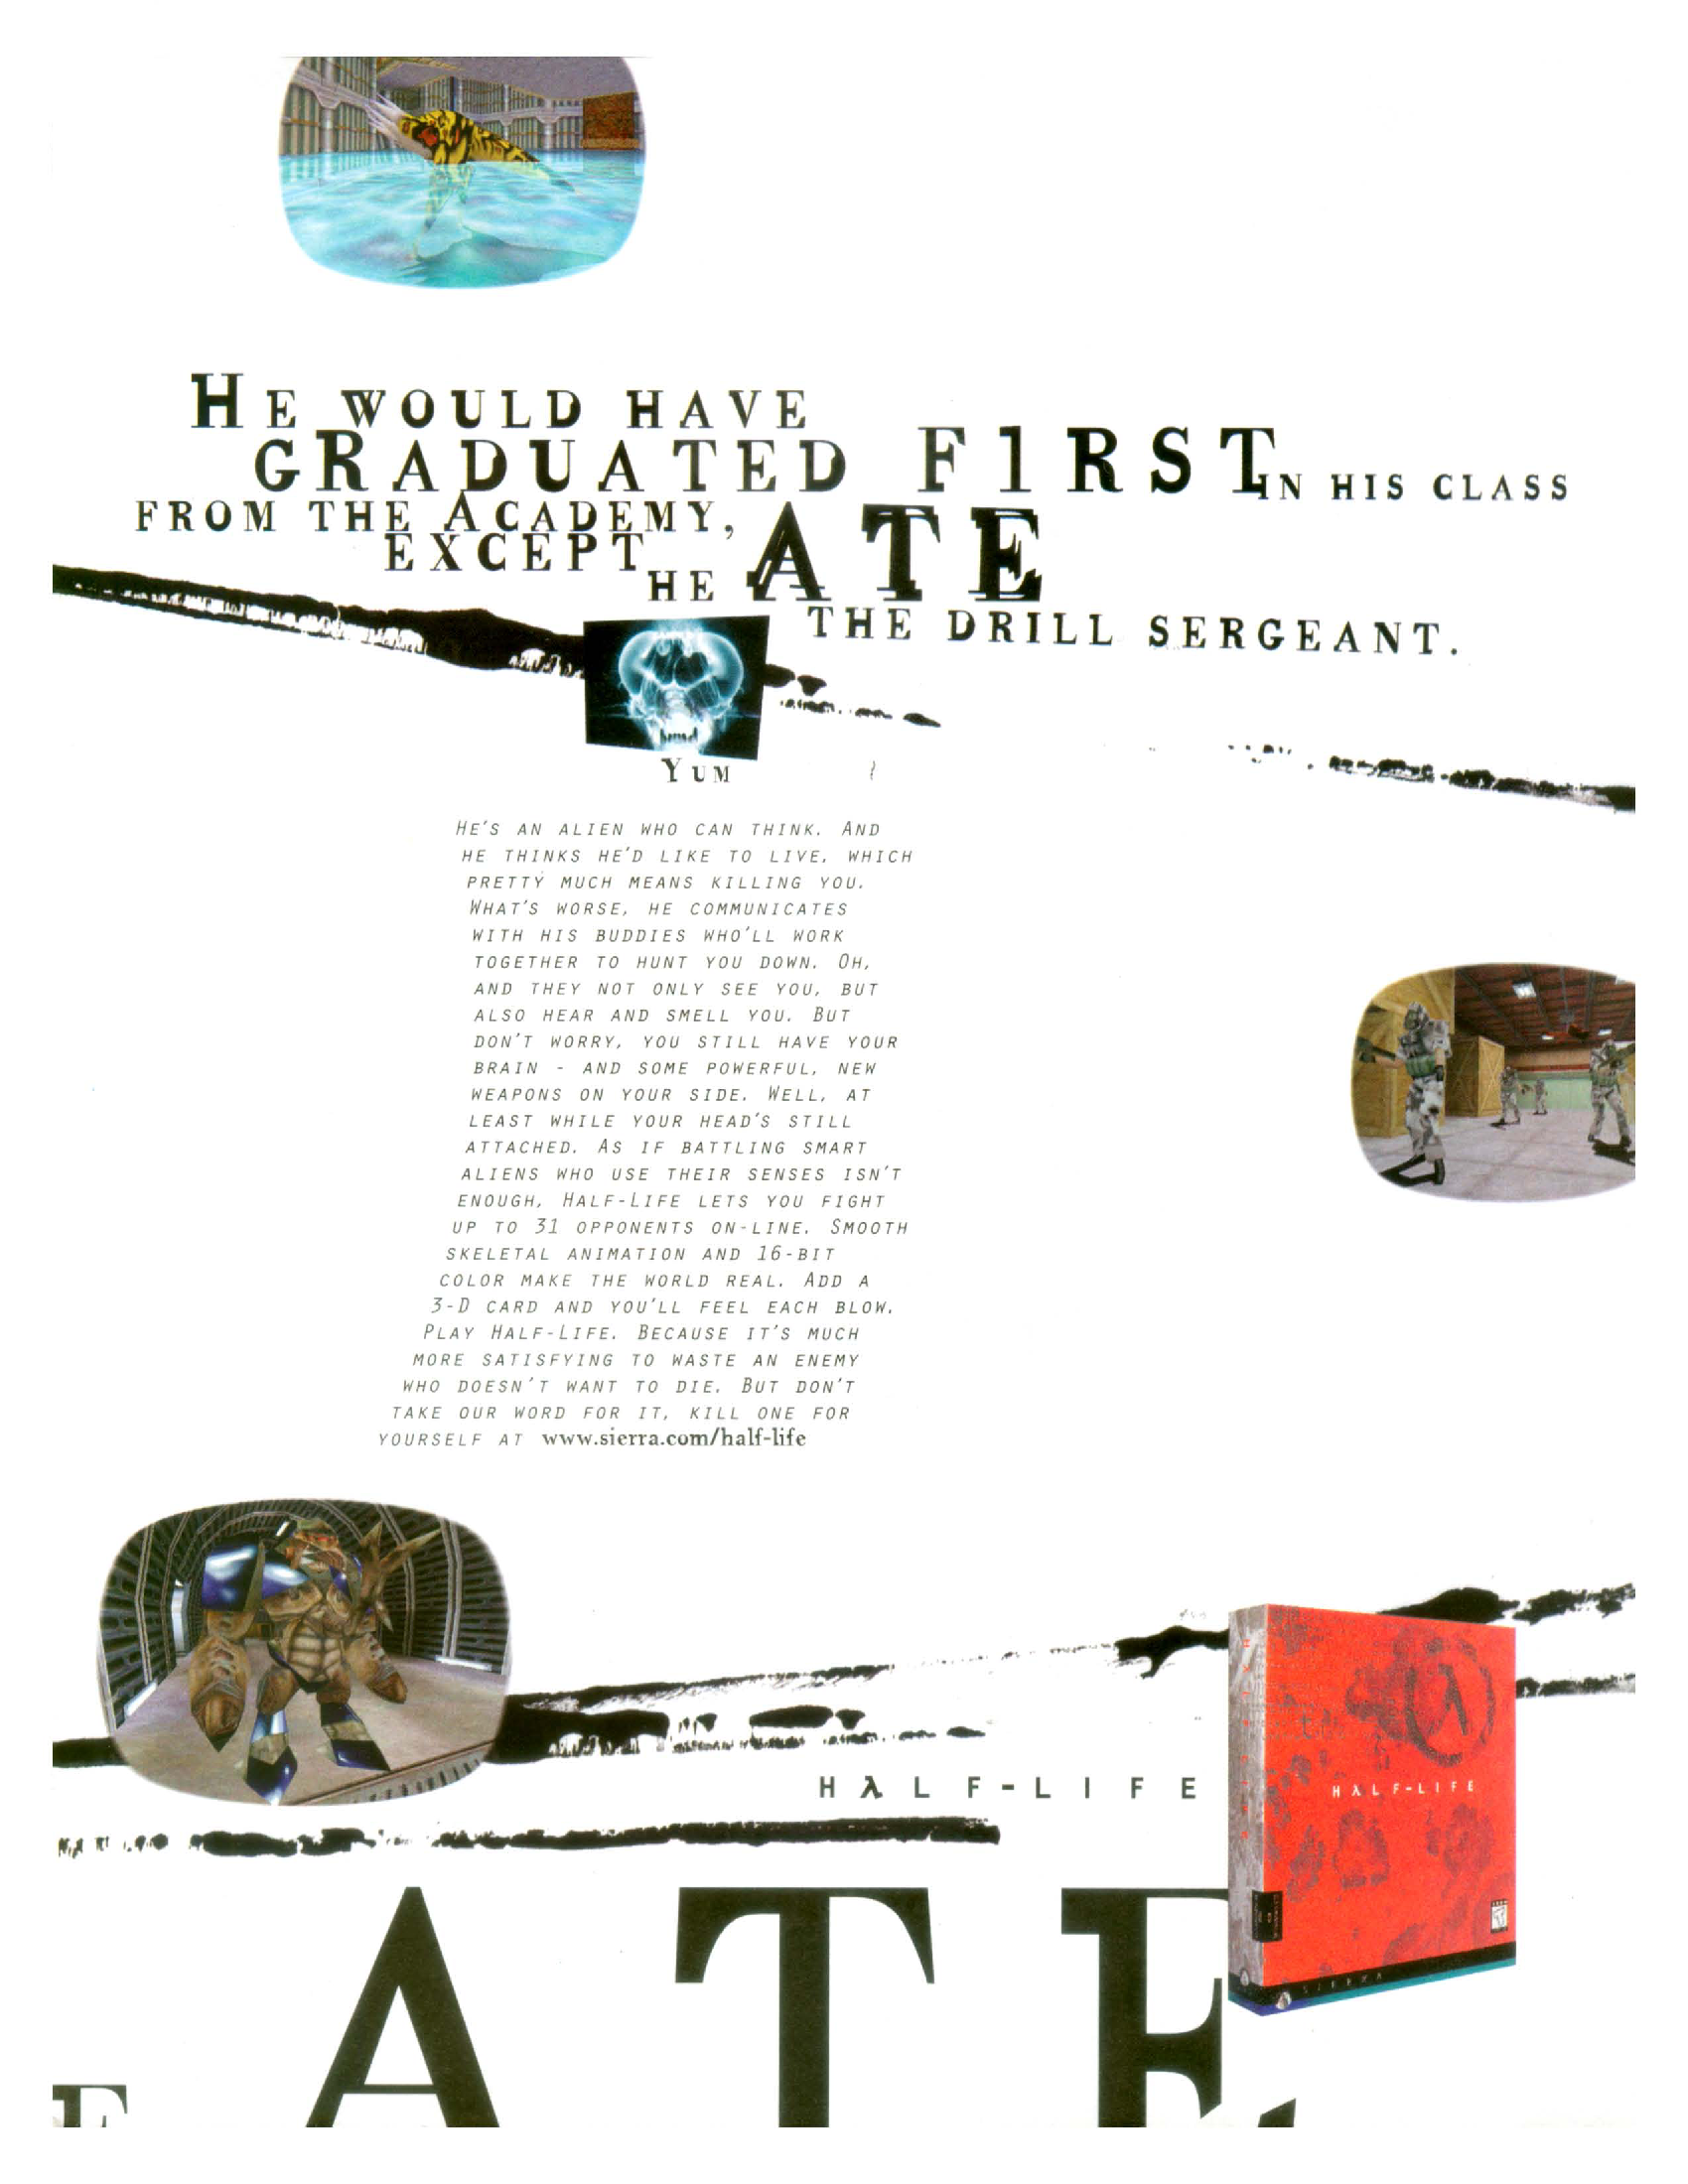 HE WOULD HAVE
GRADUATED F1RST IN HIS CLASS
FROM THE ACADEMY,
EXCEPT
HE ATE
THE DRILL SERGEANT.
YUM
HE'S AN ALIEN WHO CAN THINK. AND
HE THINKS HE'D LIKE TO LIVE, WHICH
PRETTY MUCH MEANS KILLING YOU.
WHAT'S WORSE, HE COMMUNICATES
WITH HIS BUDDIES WHO'LL WORK
TOGETHER TO HUNT YOU DOWN. OH,
AND THEY NOT ONLY SEE YOU, BUT
ALSO HEAR AND SMELL YOU. BUT
DON'T WORRY, YOU STILL HAVE YOUR
BRAIN - AND SOME POWERFUL, NEW
WEAPONS ON YOUR SIDE. WELL, AT
LEAST WHILE YOUR HEAD'S STILL
ATTACHED. AS IF BATTLING SMART
ALIENS WHO USE THEIR SENSES ISN'T
ENOUGH, HALF-LIFE LETS YOU FIGHT
UP TO 31 OPPONENTS ON-LINE. SMOOTH
SKELETAL ANIMATION AND 16-BIT
COLOR MAKE THE WORLD REAL. ADD A
3-D CARD AND YOU'LL FEEL EACH BLOW.
PLAY HALF-LIFE. BECAUSE IT'S MUCH
MORE SATISFYING TO WASTE AN ENEMY
WHO DOESN'T WANT TO DIE. BUT DON'T
TAKE OUR WORD FOR IT, KILL ONE FOR
YOURSELF AT www.sierra.com/half-life
HλLF-LIFE
λ
HλLF-LIFE
SIERRA
ATE